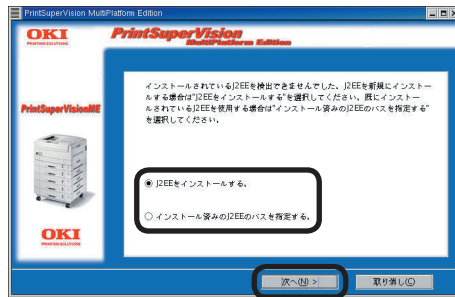 PrintSuperVision MultiPlatform Edition
OKI
PRINTING SOLUTIONS
PrintSuperVision
MultiPlatform Edition
インストールされているJ2EEを検出できませんでした。J2EEを新規にインストー
ルする場合は"J2EEをインストールする"を選択してください。既にインストー
ルされているJ2EEを使用する場合は"インストール済みのJ2EEのパスを指定する"
を選択してください。
PrintSuperVisionME
J2EEをインストールする。
インストール済みのJ2EEのパスを指定する。
OKI
PRINTING SOLUTIONS
次へ(N) >
取り消し(C)